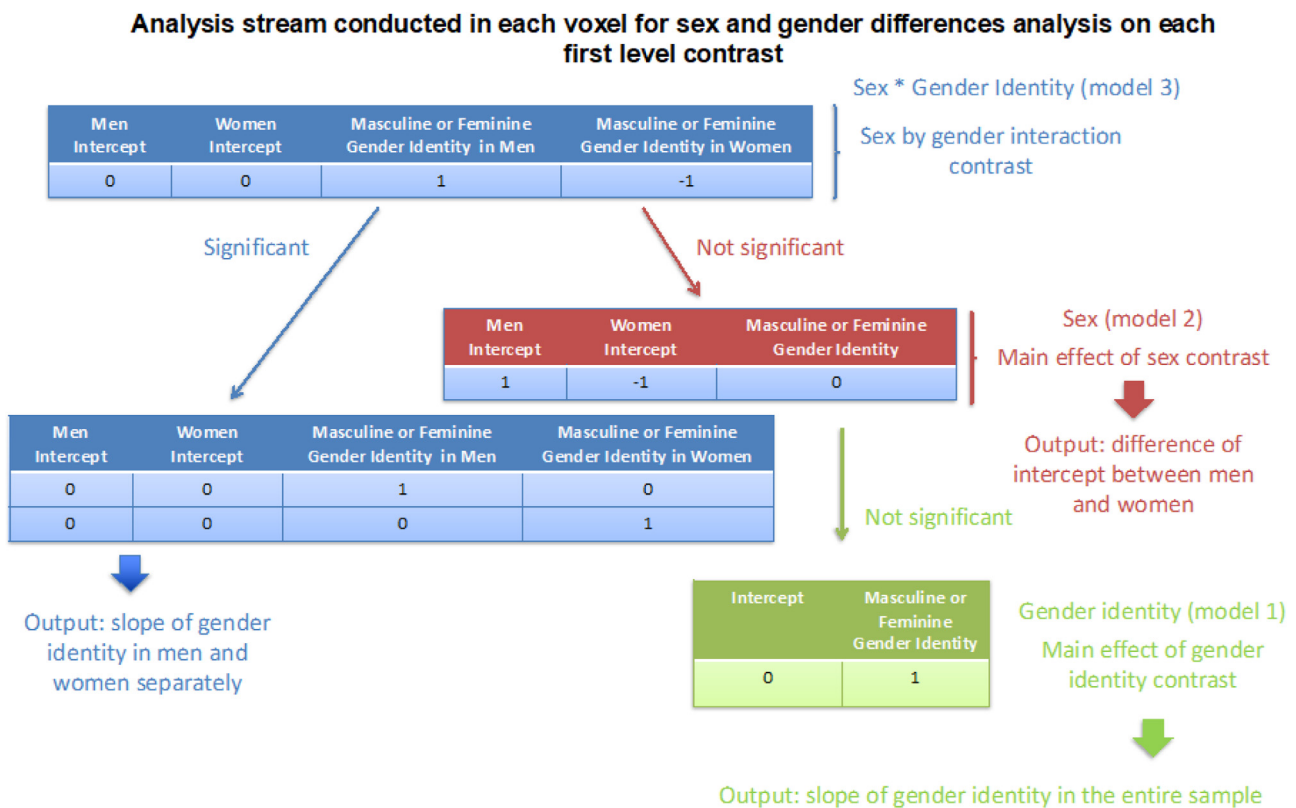 Analysis stream conducted in each voxel for sex and gender differences analysis on each
first level contrast
Sex * Gender Identity (model 3)
Sex by gender interaction
contrast
Men Intercept Women Intercept Masculine or Feminine Gender Identity in Men Masculine or Feminine Gender Identity in Women
0 0 1 -1
Significant
Not significant
Men Intercept Women Intercept Masculine or Feminine Gender Identity
1 -1 0
Sex (model 2)
Main effect of sex contrast
Output: difference of
intercept between men
and women
Men Intercept Women Intercept Masculine or Feminine Gender Identity in Men Masculine or Feminine Gender Identity in Women
0 0 1 0
0 0 0 1
Output: slope of gender
identity in men and
women separately
Not significant
Intercept Masculine or Feminine Gender Identity
0 1
Gender identity (model 1)
Main effect of gender
identity contrast
Output: slope of gender identity in the entire sample